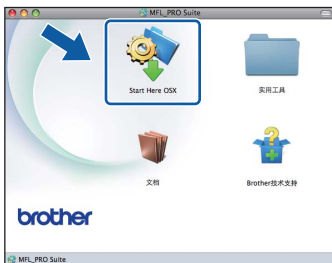 MFL_PRO Suite
Start Here OSX
实用工具
文档
Brother技术支持
brother
MFL_PRO Suite